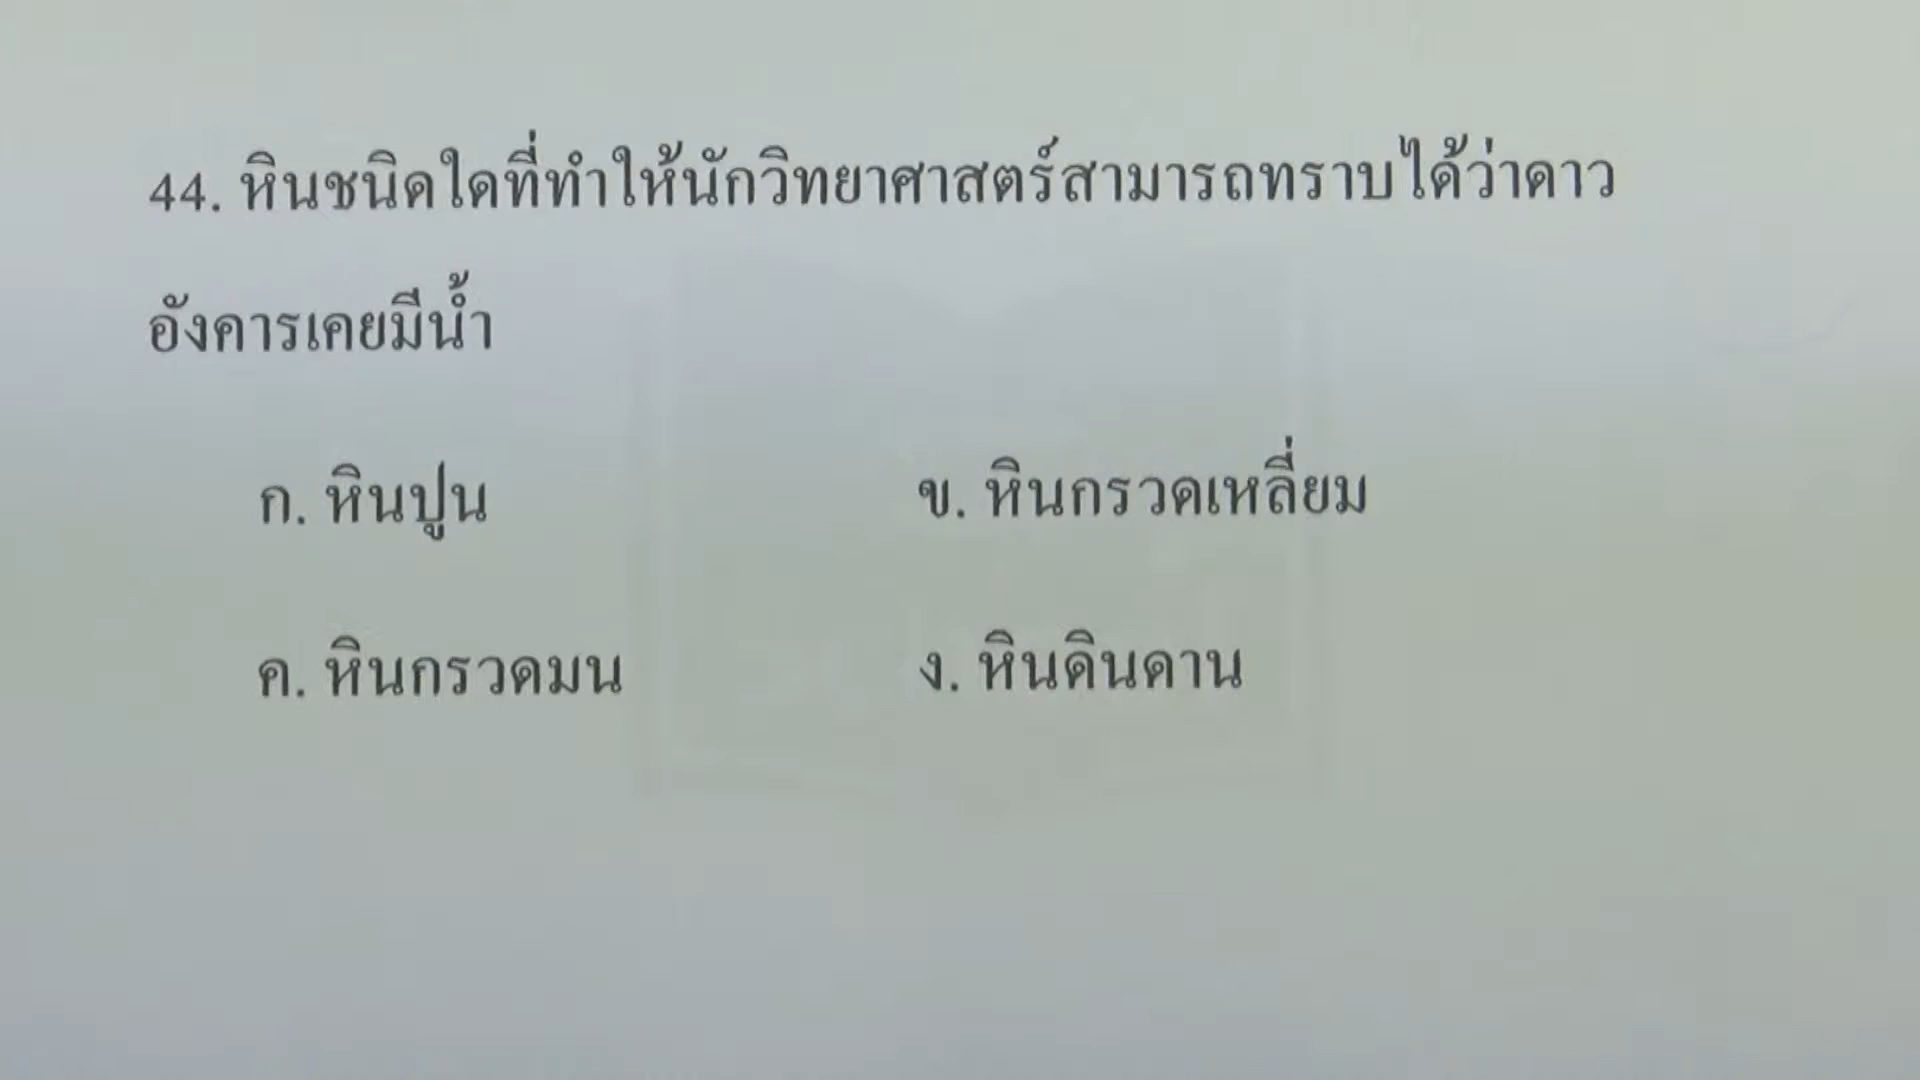 44. หินชนิดใดที่ทำให้นักวิทยาศาสตร์สามารถทราบได้ว่าดาว
อังคารเคยมีน้ำ
ก. หินปูน ข. หินกรวดเหลี่ยม
ค. หินกรวดมน ง. หินดินดาน